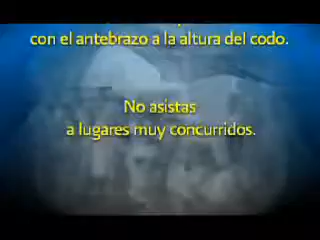 con el antebrazo a la altura del codo.
No asistas
a lugares muy concurridos.